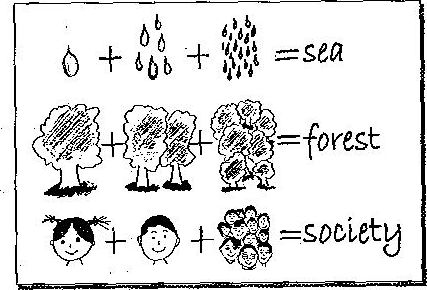 + + =sea
+ + =forest
+ + =society